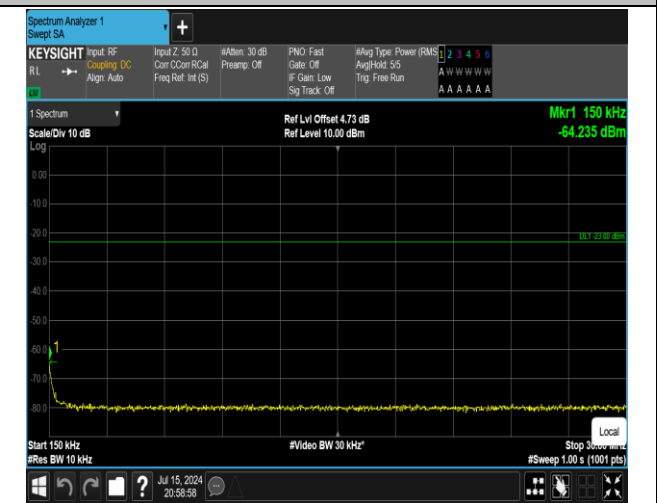 Spectrum Analyzer 1
Swept SA
+
KEYSIGHT
RL
Input: RF
Coupling: DC
Align: Auto
Input Z: 50 Ω
Corr CCorr RCal
Freq Ref: Int (S)
#Atten: 30 dB
Preamp: Off
PNO: Fast
Gate: Off
IF Gain: Low
Sig Track: Off
#Avg Type: Power (RMS
Avg|Hold: 5/5
Trig: Free Run
1 2 3 4 5 6
A W W W W W
A A A A A A
1 Spectrum
Scale/Div 10 dB
Log
Ref Lvl Offset 4.73 dB
Ref Level 10.00 dBm
Mkr1 150 kHz
-64.235 dBm
0.00
-10.0
-20.0
DL1 -23.00 dBm
-30.0
-40.0
-50.0
-60.0
1
-70.0
-80.0
Local
Start 150 kHz
#Video BW 30 kHz*
Stop
#Res BW 10 kHz
#Sweep 1.00 s (1001 pts)
?
Jul 15, 2024
20:58:58